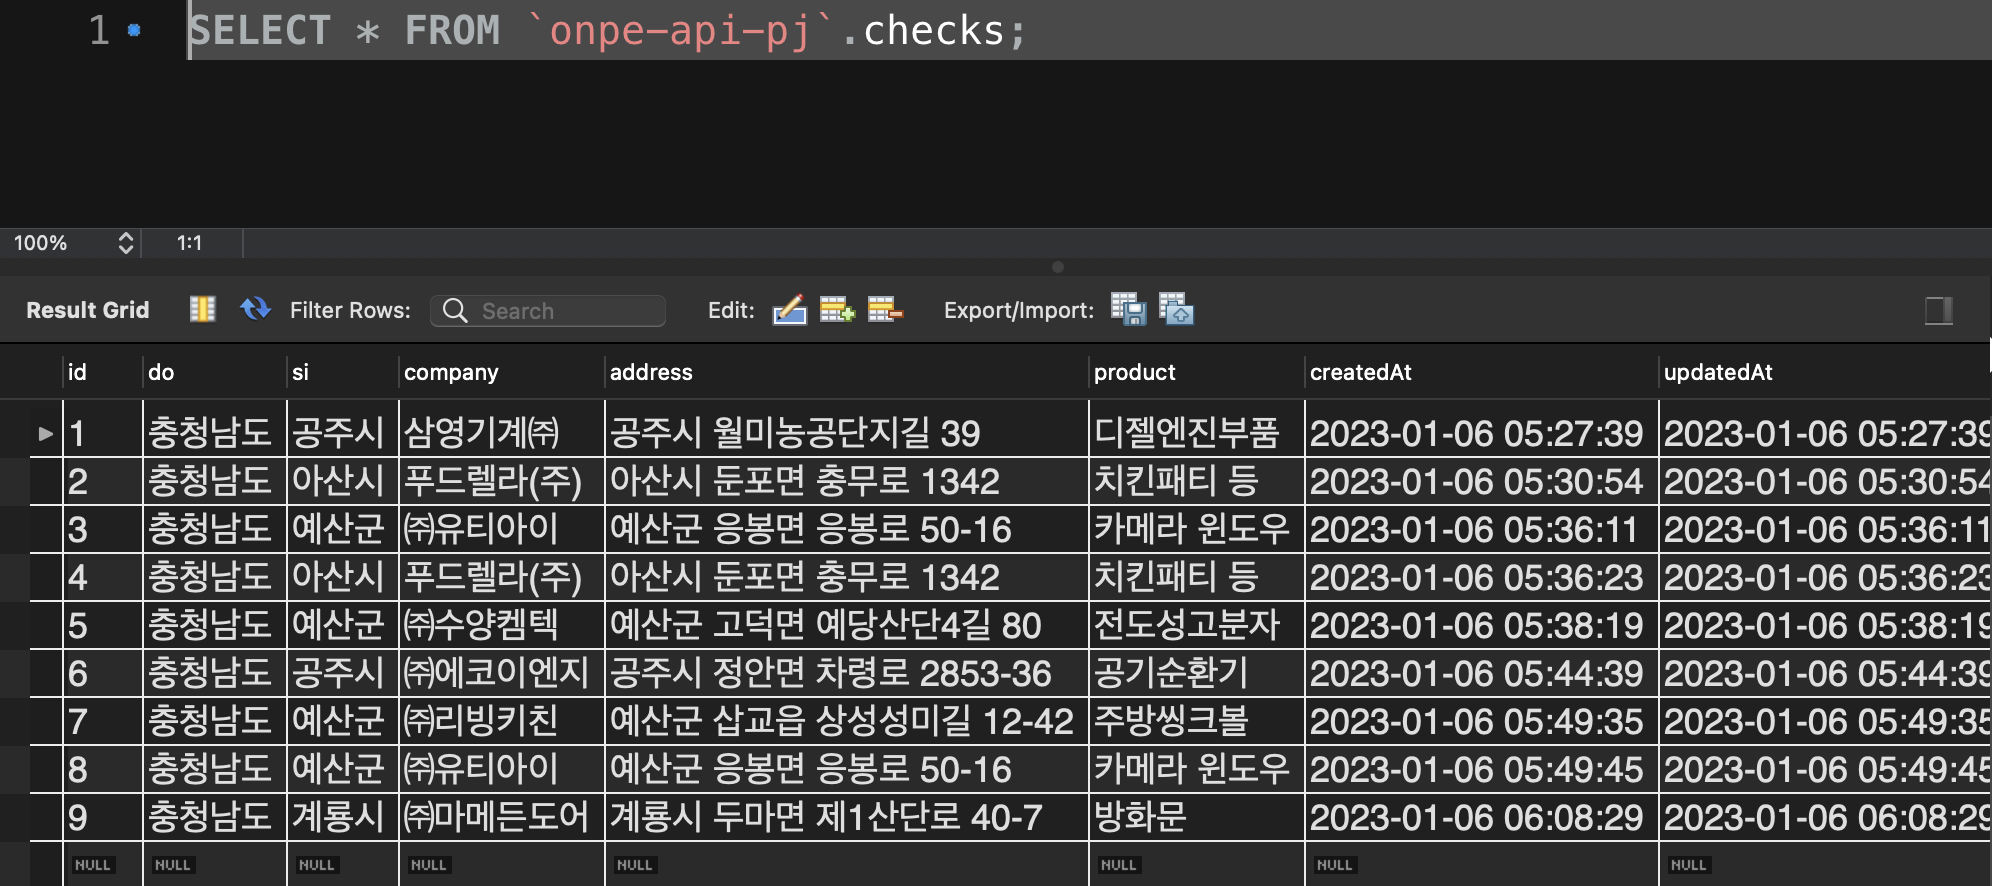 1 SELECT * FROM `onpe-api-pj`.checks;
100% 1:1
Result Grid Filter Rows: Search Edit: Export/Import:
id do si company address product createdAt updatedAt
1 충청남도 공주시 삼영기계㈜ 공주시 월미농공단지길 39 디젤엔진부품 2023-01-06 05:27:39 2023-01-06 05:27:39
2 충청남도 아산시 푸드렐라(주) 아산시 둔포면 충무로 1342 치킨패티 등 2023-01-06 05:30:54 2023-01-06 05:30:54
3 충청남도 예산군 ㈜유티아이 예산군 응봉면 응봉로 50-16 카메라 윈도우 2023-01-06 05:36:11 2023-01-06 05:36:11
4 충청남도 아산시 푸드렐라(주) 아산시 둔포면 충무로 1342 치킨패티 등 2023-01-06 05:36:23 2023-01-06 05:36:23
5 충청남도 예산군 ㈜수양켐텍 예산군 고덕면 예당산단4길 80 전도성고분자 2023-01-06 05:38:19 2023-01-06 05:38:19
6 충청남도 공주시 ㈜에코이엔지 공주시 정안면 차령로 2853-36 공기순환기 2023-01-06 05:44:39 2023-01-06 05:44:39
7 충청남도 예산군 ㈜리빙키친 예산군 삽교읍 상성성미길 12-42 주방씽크볼 2023-01-06 05:49:35 2023-01-06 05:49:35
8 충청남도 예산군 ㈜유티아이 예산군 응봉면 응봉로 50-16 카메라 윈도우 2023-01-06 05:49:45 2023-01-06 05:49:45
9 충청남도 계룡시 ㈜마메든도어 계룡시 두마면 제1산단로 40-7 방화문 2023-01-06 06:08:29 2023-01-06 06:08:29
NULL NULL NULL NULL NULL NULL NULL NULL